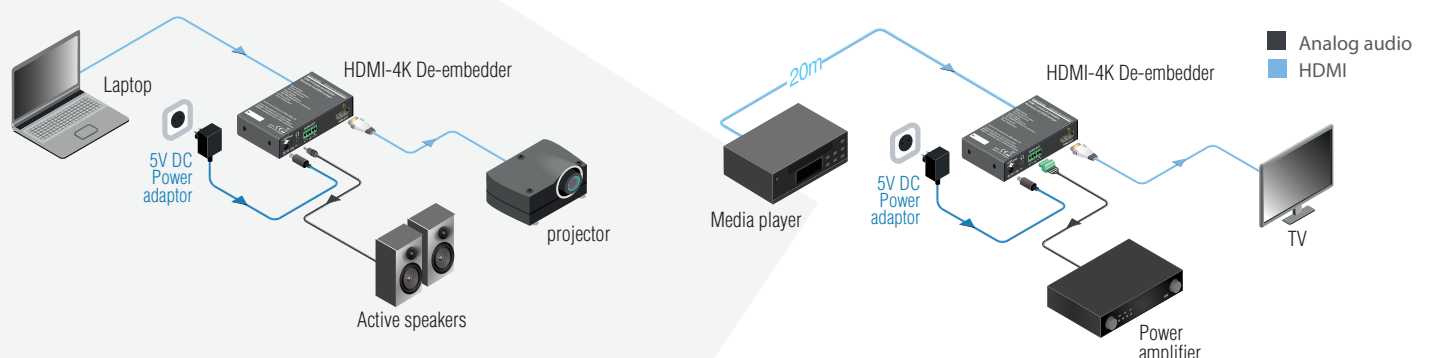 Laptop
HDMI-4K De-embedder
5V DC
Power
adaptor
projector
Active speakers
20m
Media player
HDMI-4K De-embedder
5V DC
Power
adaptor
TV
Power
amplifier
Analog audio
HDMI